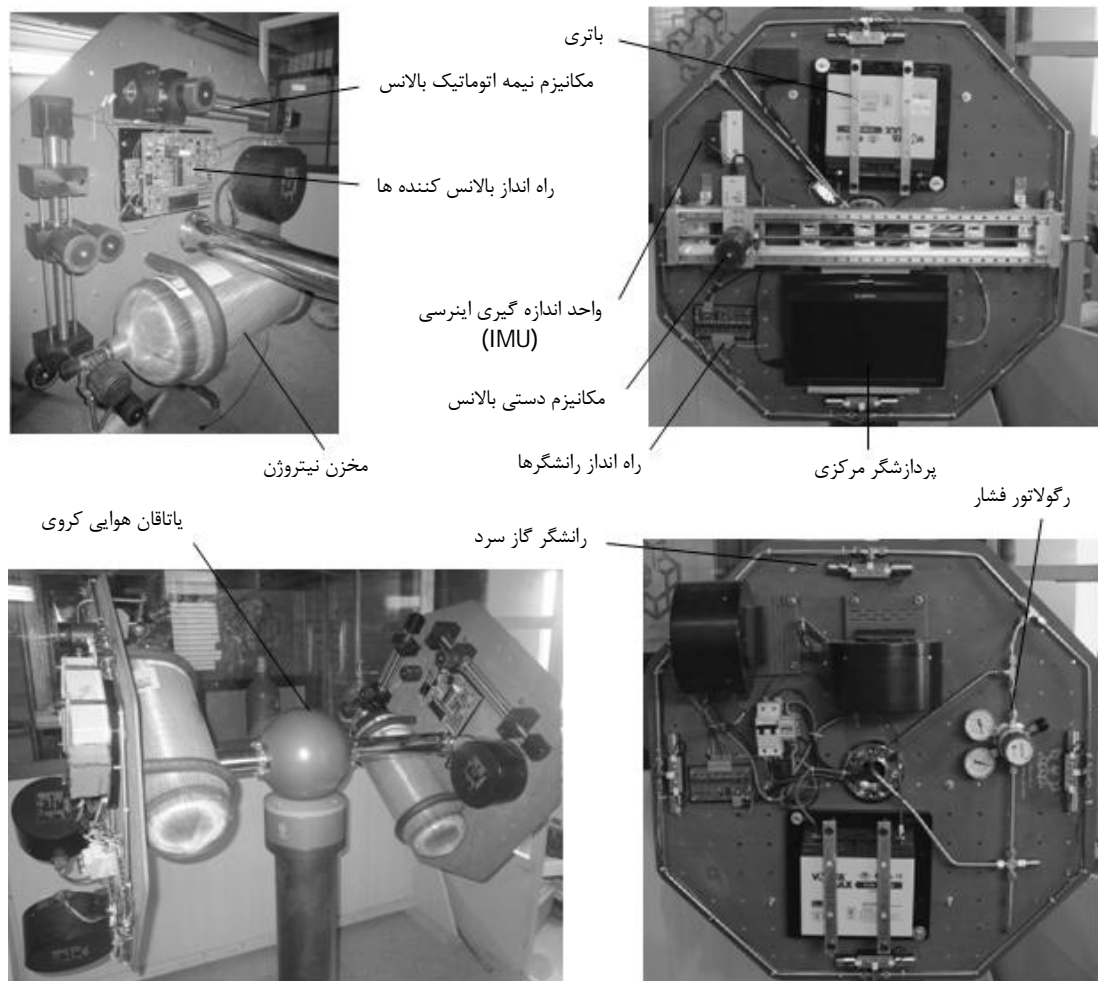 باتری
مکانیزم نیمه اتوماتیک بالانس
راه انداز بالانس کننده ها
واحد اندازه گیری اینرسی
(IMU)
مکانیزم دستی بالانس
راه انداز رانشگرها
مخزن نیتروژن
پردازشگر مرکزی
رگولاتور فشار
یاتاقان هوایی کروی
رانشگر گاز سرد